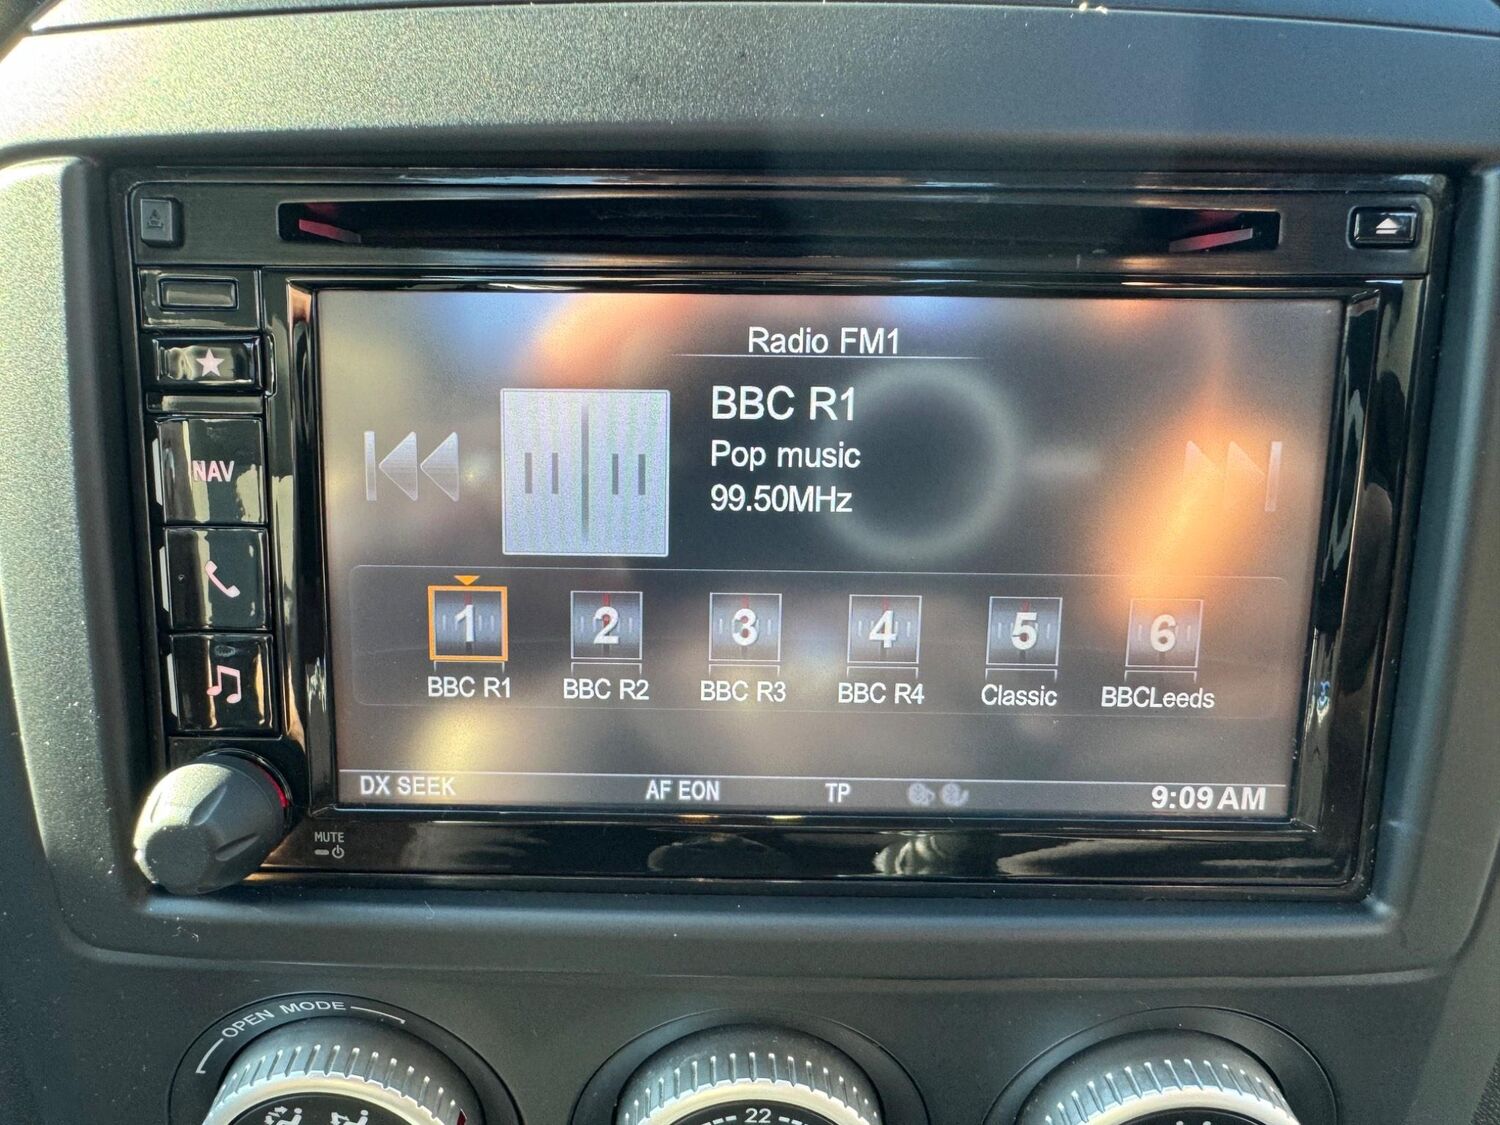 Radio FM1
BBC R1
Pop music
99.50MHz
NAV
1 2 3 4 5 6
BBC R1 BBC R2 BBC R3 BBC R4 Classic BBCLeeds
DX SEEK AF EON TP 9:09 AM
MUTE
OPEN MODE
22